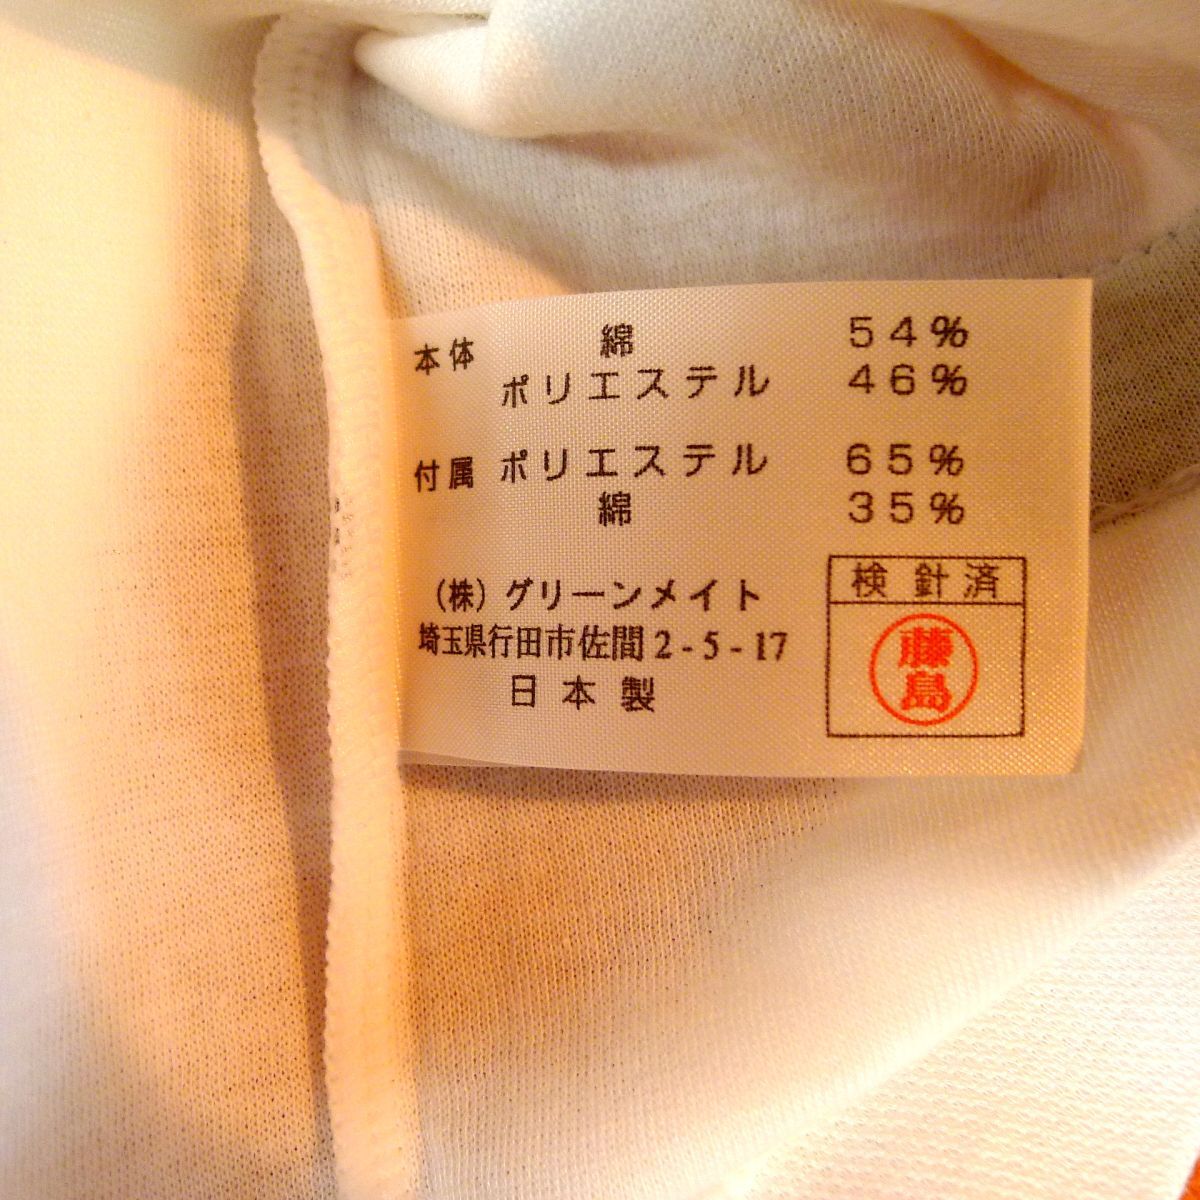 本体 綿 54%
ポリエステル 46%
付属 ポリエステル 65%
綿 35%
(株)グリーンメイト
埼玉県行田市佐間2-5-17
日本製
検針済
藤島